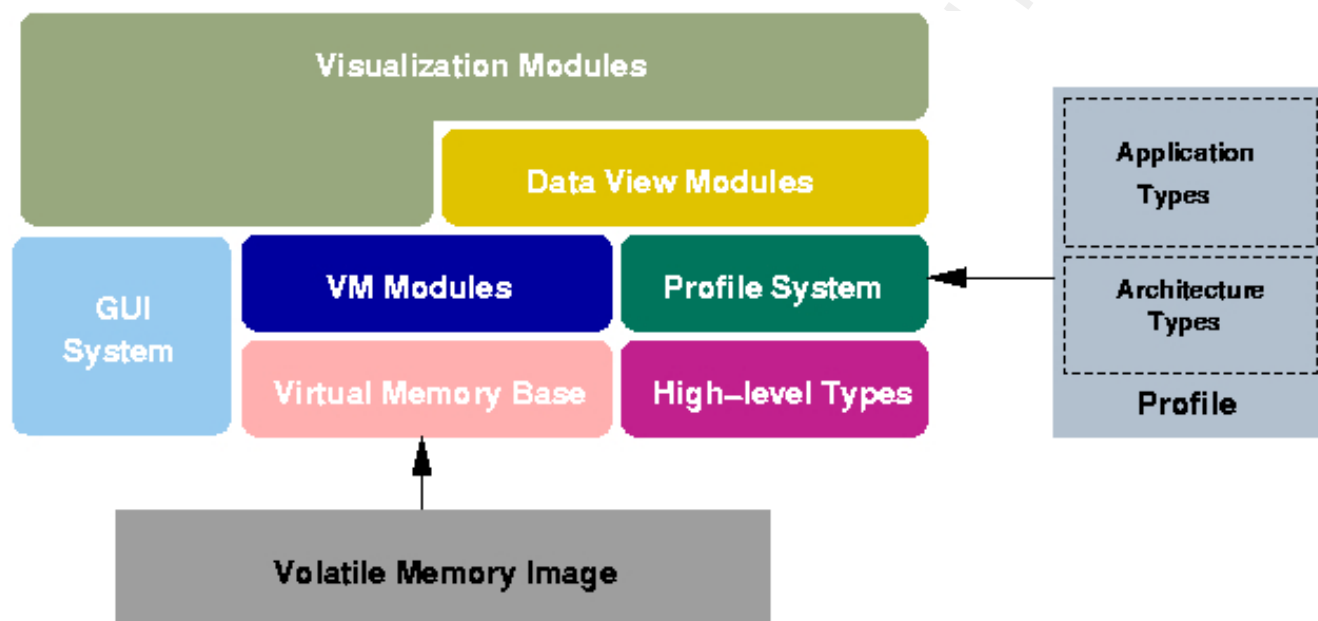 Visualization Modules
Data View Modules
GUI
System
VM Modules
Profile System
Virtual Memory Base
High–level Types
Volatile Memory Image
Application
Types
Architecture
Types
Profile